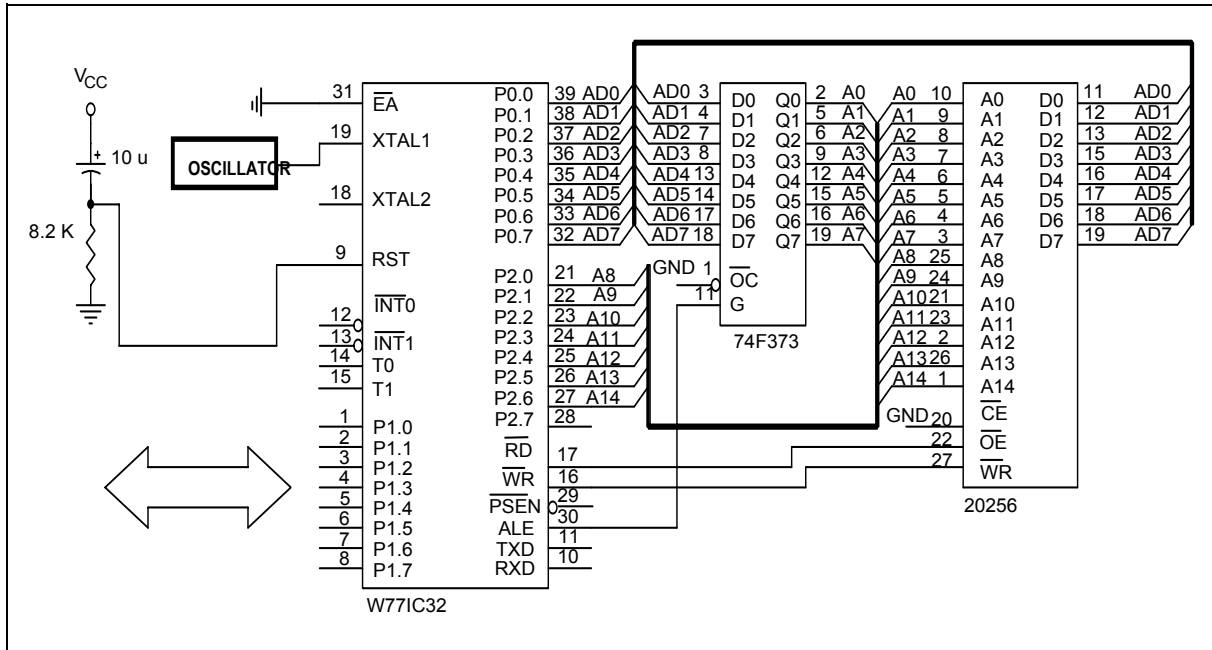 VCC
10 u
8.2 K
OSCILLATOR
31 EA
19 XTAL1
18 XTAL2
9 RST
12 INT0
13 INT1
14 T0
15 T1
1 P1.0
2 P1.1
3 P1.2
4 P1.3
5 P1.4
6 P1.5
7 P1.6
8 P1.7
P0.0 39 AD0
P0.1 38 AD1
P0.2 37 AD2
P0.3 36 AD3
P0.4 35 AD4
P0.5 34 AD5
P0.6 33 AD6
P0.7 32 AD7
P2.0 21 A8
P2.1 22 A9
P2.2 23 A10
P2.3 24 A11
P2.4 25 A12
P2.5 26 A13
P2.6 27 A14
P2.7 28
RD 17
WR 16
PSEN 29
ALE 30
TXD 11
RXD 10
W77IC32
AD0 3 D0 Q0 2 A0
AD1 4 D1 Q1 5 A1
AD2 7 D2 Q2 6 A2
AD3 8 D3 Q3 9 A3
AD4 13 D4 Q4 12 A4
AD5 14 D5 Q5 15 A5
AD6 17 D6 Q6 16 A6
AD7 18 D7 Q7 19 A7
GND 1 OC
11 G
74F373
A0 10 A0 D0 11 AD0
A1 9 A1 D1 12 AD1
A2 8 A2 D2 13 AD2
A3 7 A3 D3 15 AD3
A4 6 A4 D4 16 AD4
A5 5 A5 D5 17 AD5
A6 4 A6 D6 18 AD6
A7 3 A7 D7 19 AD7
A8 25 A8
A9 24 A9
A10 21 A10
A11 23 A11
A12 2 A12
A13 26 A13
A14 1 A14
GND 20 CE
22 OE
27 WR
20256